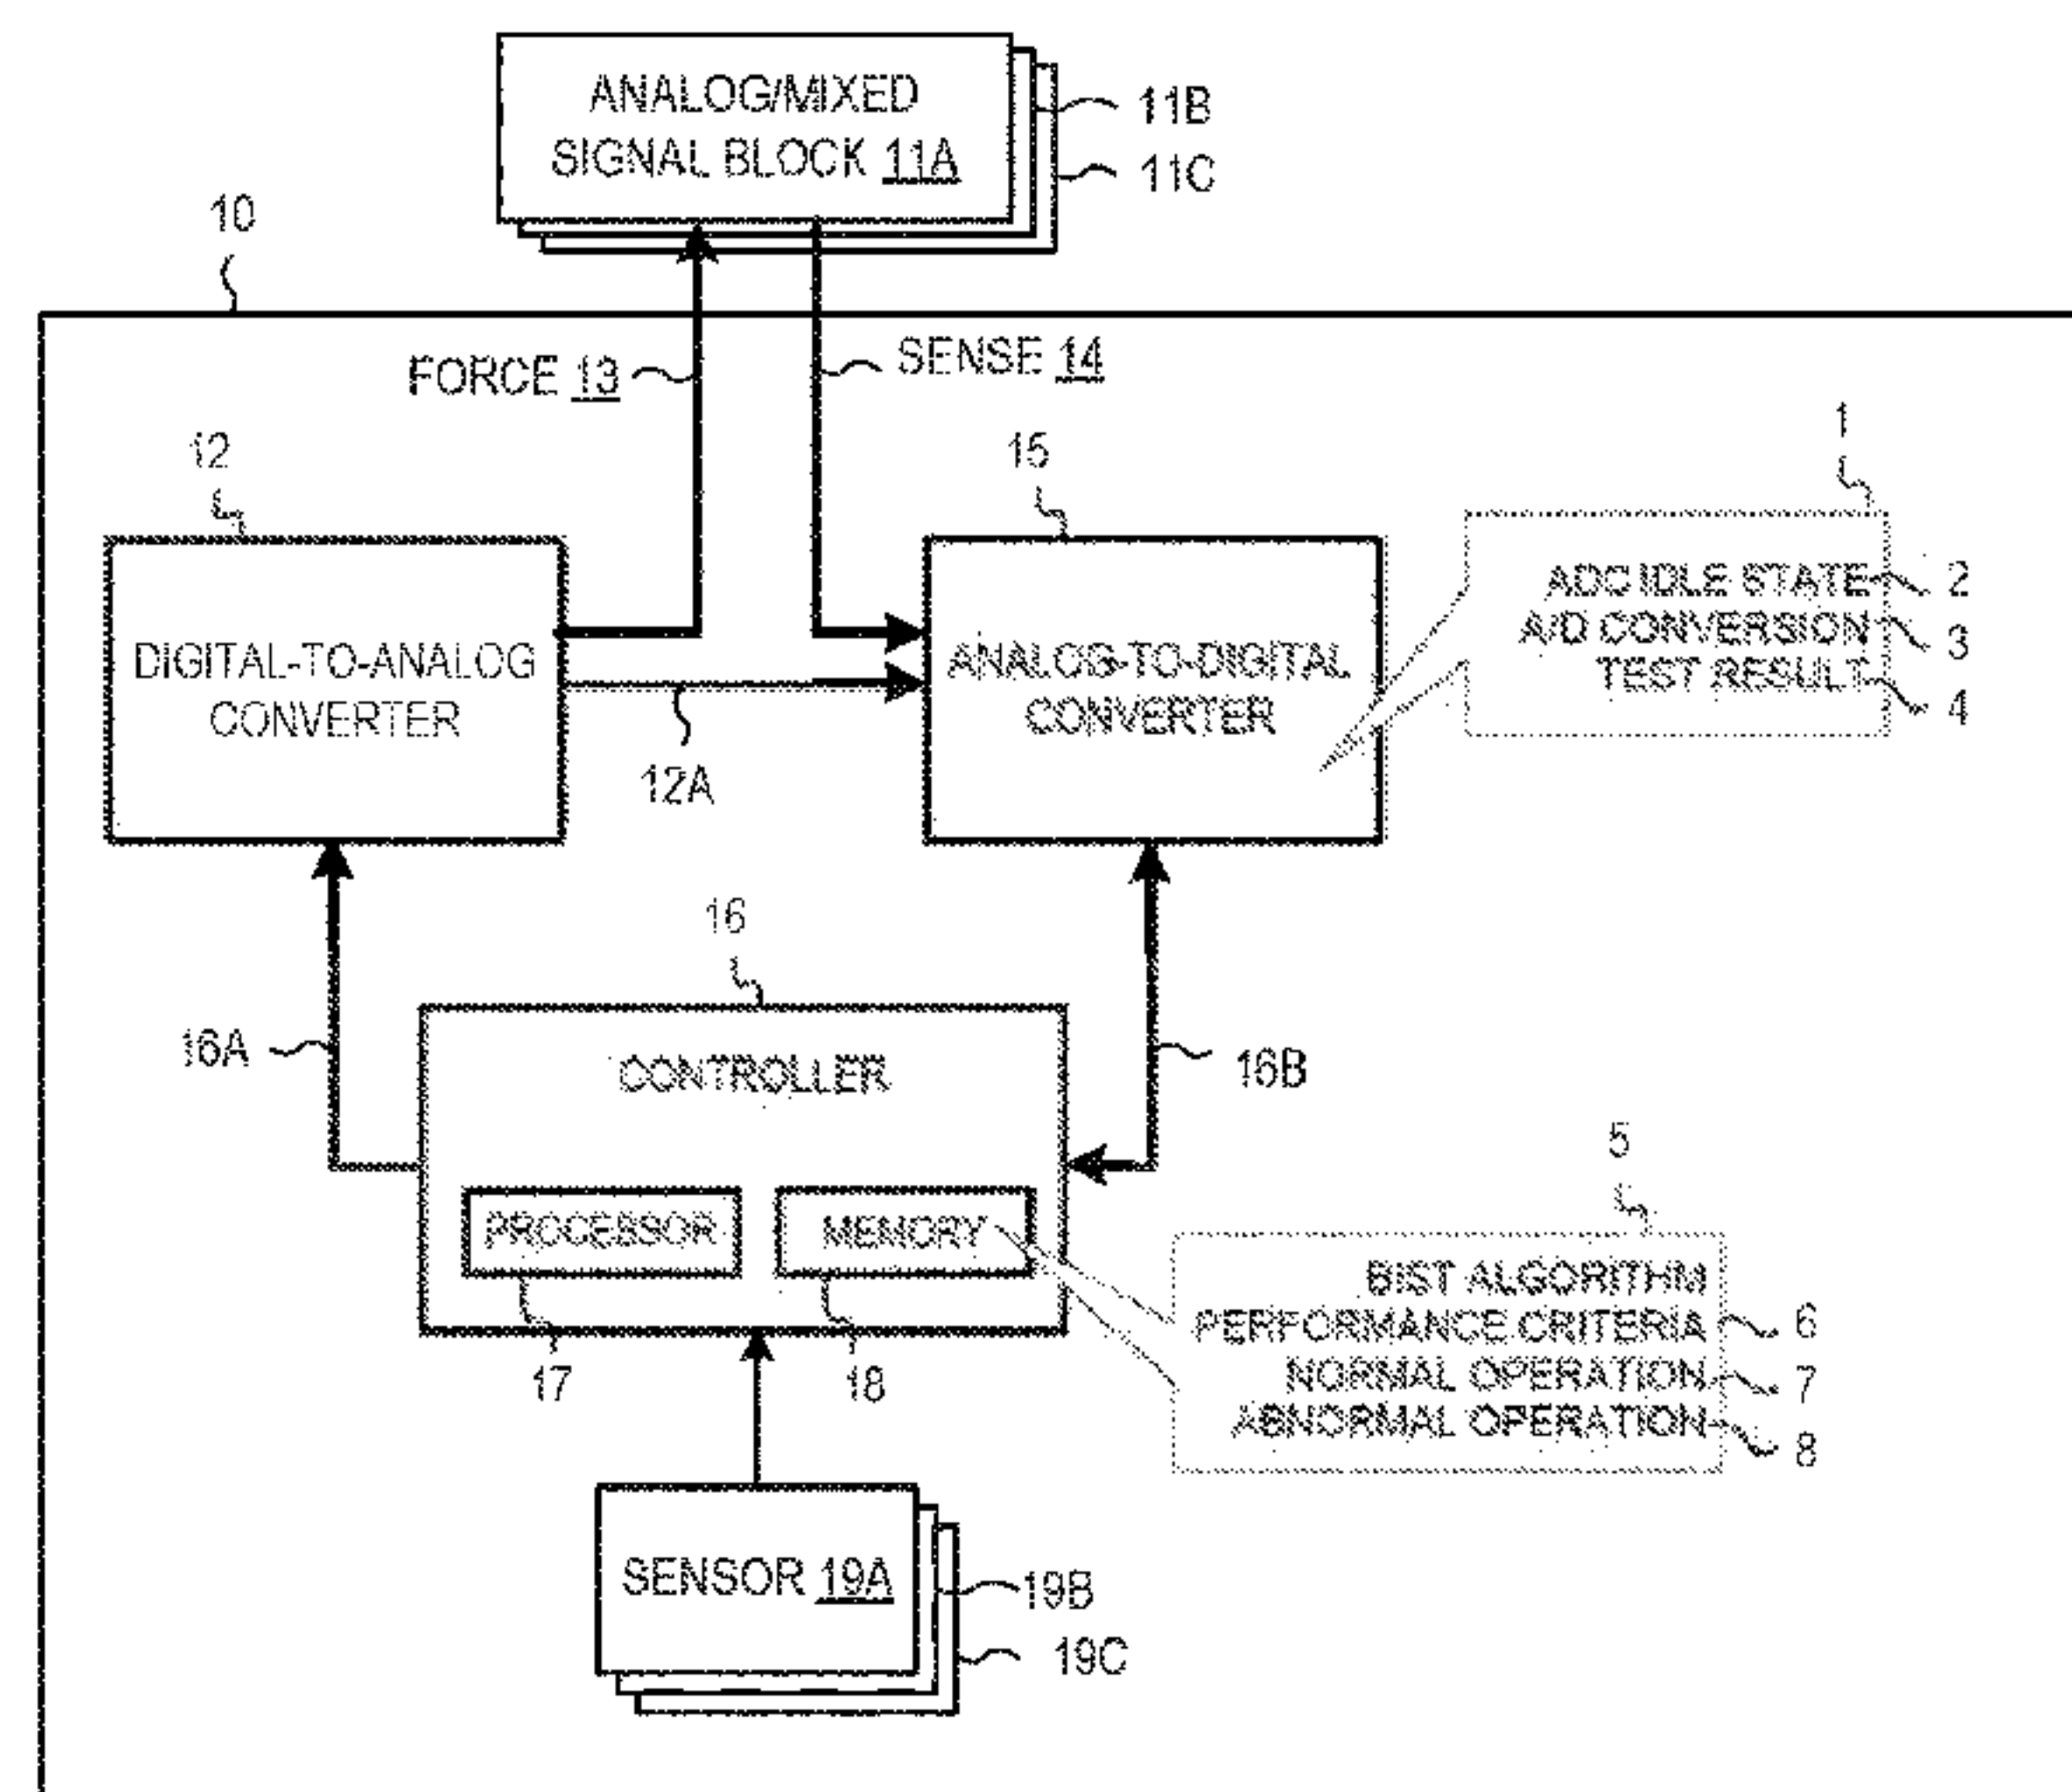 ANALOG/MIXED
SIGNAL BLOCK 11A
11B
11C
10
FORCE 13
SENSE 14
12
15
1
DIGITAL-TO-ANALOG
CONVERTER
ANALOG-TO-DIGITAL
CONVERTER
ADC IDLE STATE 2
A/D CONVERSION 3
TEST RESULT 4
12A
16
16A
CONTROLLER
16B
5
PROCESSOR
MEMORY
BIST ALGORITHM
PERFORMANCE CRITERIA 6
NORMAL OPERATION 7
ABNORMAL OPERATION 8
17
18
SENSOR 19A
19B
19C